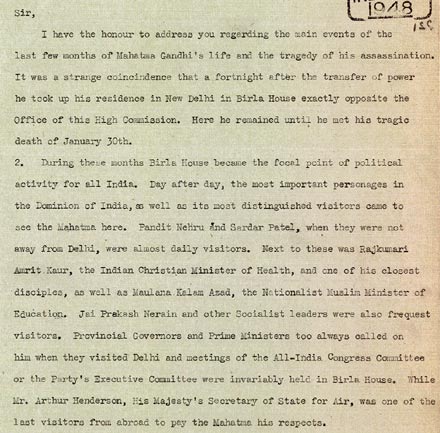 1948
Sir,
I have the honour to address you regarding the main events of the
last few months of Mahatma Gandhi's life and the tragedy of his assassination.
It was a strange coincidence that a fortnight after the transfer of power
he took up his residence in New Delhi in Birla House exactly opposite the
Office of this High Commission. Here he remained until he met his tragic
death of January 30th.
2. During these months Birla House became the focal point of political
activity for all India. Day after day, the most important personages in
the Dominion of India, as well as its most distinguished visitors came to
see the Mahatma here. Pandit Nehru and Sardar Patel, when they were not
away from Delhi, were almost daily visitors. Next to these was Rajkumari
Amrit Kaur, the Indian Christian Minister of Health, and one of his closest
disciples, as well as Maulana Kalam Azad, the Nationalist Muslim Minister of
Education. Jai Prakash Nerain and other Socialist leaders were also frequest
visitors. Provincial Governors and Prime Ministers too always called on
him when they visited Delhi and meetings of the All-India Congress Committee
or the Party's Executive Committee were invariably held in Birla House. While
Mr. Arthur Henderson, His Majesty's Secretary of State for Air, was one of the
last visitors from abroad to pay the Mahatma his respects.